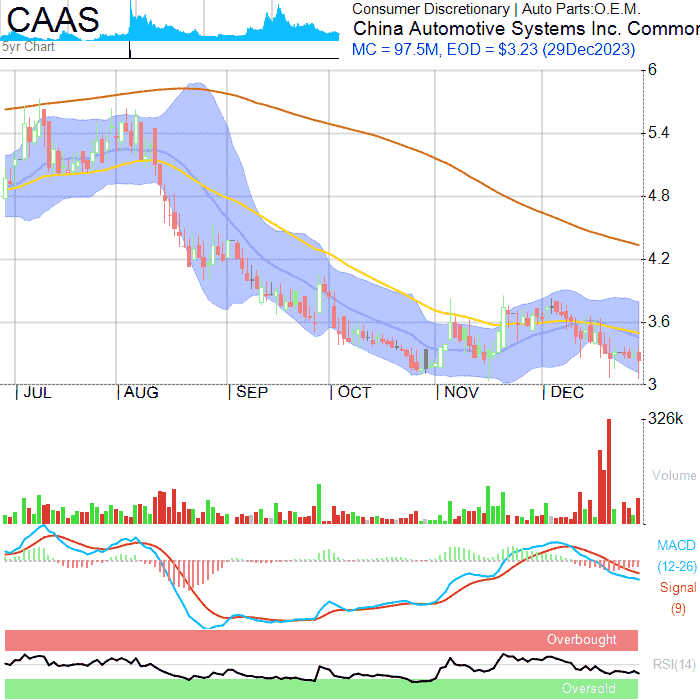 CAAS
5yr Chart
Consumer Discretionary | Auto Parts:O.E.M.
China Automotive Systems Inc. Common
MC = 97.5M, EOD = $3.23 (29Dec2023)
6
5.4
4.8
4.2
3.6
3
JUL AUG SEP OCT NOV DEC
326k
Volume
MACD
(12-26)
Signal
(9)
Overbought
RSI(14)
Oversold